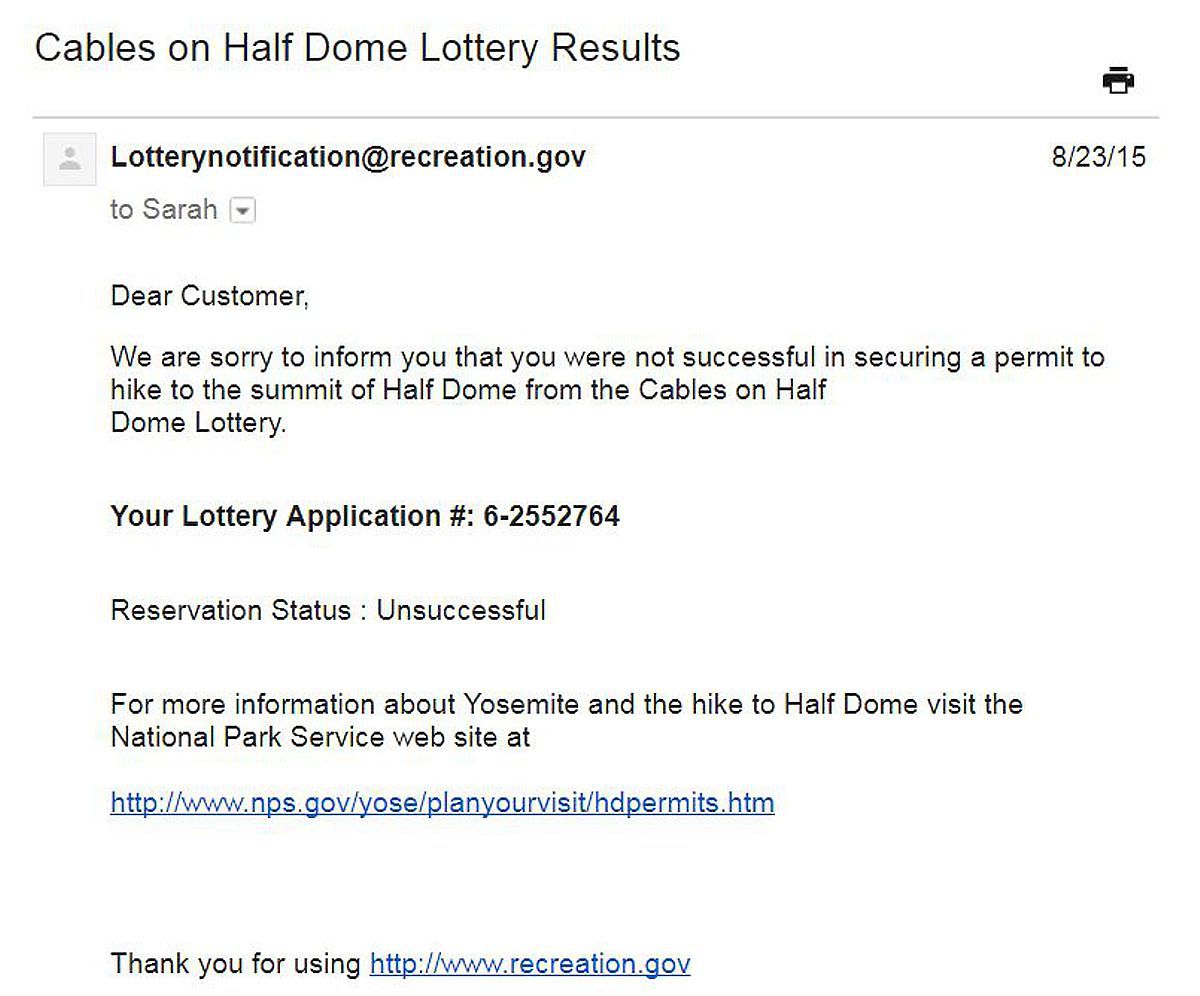 Cables on Half Dome Lottery Results
Lotterynotification@recreation.gov 8/23/15
to Sarah
Dear Customer,
We are sorry to inform you that you were not successful in securing a permit to
hike to the summit of Half Dome from the Cables on Half
Dome Lottery.
Your Lottery Application #: 6-2552764
Reservation Status : Unsuccessful
For more information about Yosemite and the hike to Half Dome visit the
National Park Service web site at
http://www.nps.gov/yose/planyourvisit/hdpermits.htm
Thank you for using http://www.recreation.gov